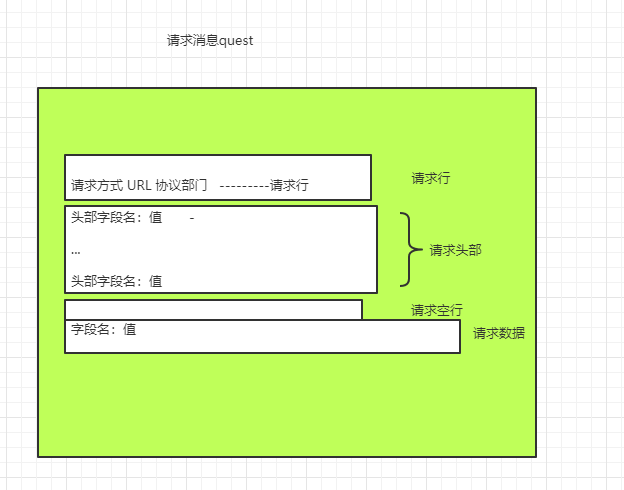 请求消息quest
请求方式 URL 协议部门 ---------请求行
请求行
头部字段名：值 -
...
头部字段名：值
请求头部
请求空行
字段名：值
请求数据